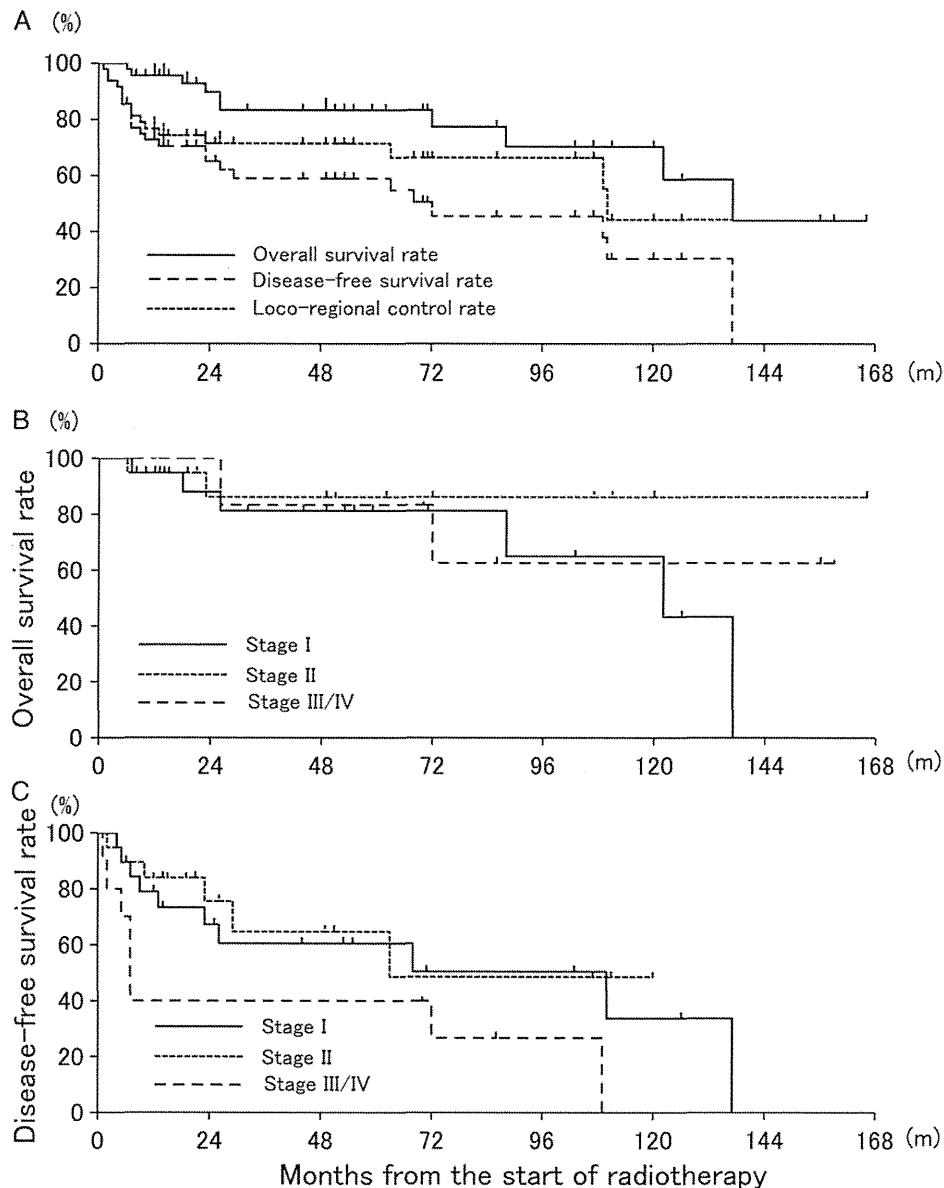 A (%)
100
80
60
40
20
0
Overall survival rate
Disease-free survival rate
Loco-regional control rate
0 24 48 72 96 120 144 168 (m)
B (%)
Overall survival rate
100
80
60
40
20
0
Stage I
Stage II
Stage III/IV
0 24 48 72 96 120 144 168 (m)
C (%)
Disease-free survival rate
100
80
60
40
20
0
Stage I
Stage II
Stage III/IV
0 24 48 72 96 120 144 168 (m)
Months from the start of radiotherapy